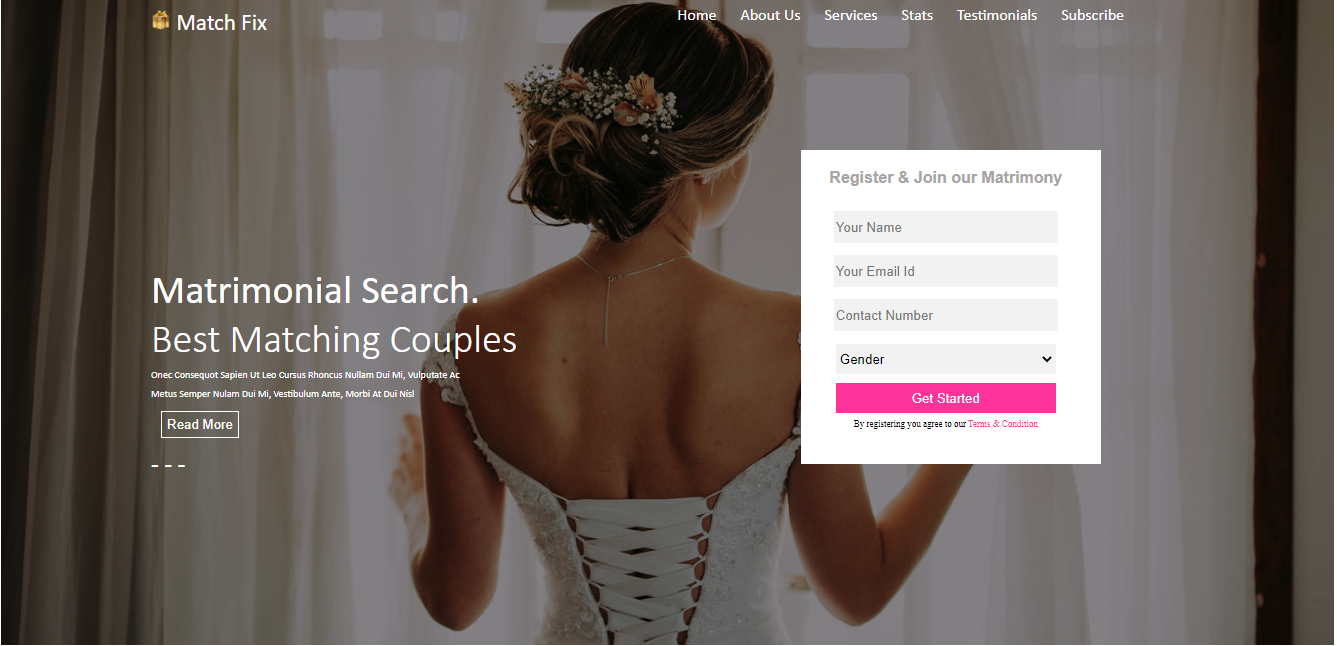 Match Fix
Home About Us Services Stats Testimonials Subscribe
Register & Join our Matrimony
Your Name
Your Email Id
Contact Number
Gender
Get Started
By registering you agree to our Terms & Condition
Matrimonial Search.
Best Matching Couples
Onec Consequot Sapien Ut Leo Cursus Rhoncus Nullam Dui Mi, Vulputate Ac
Metus Semper Nulam Dui Mi, Vestibulum Ante, Morbi At Dui Nisl
Read More
- - -